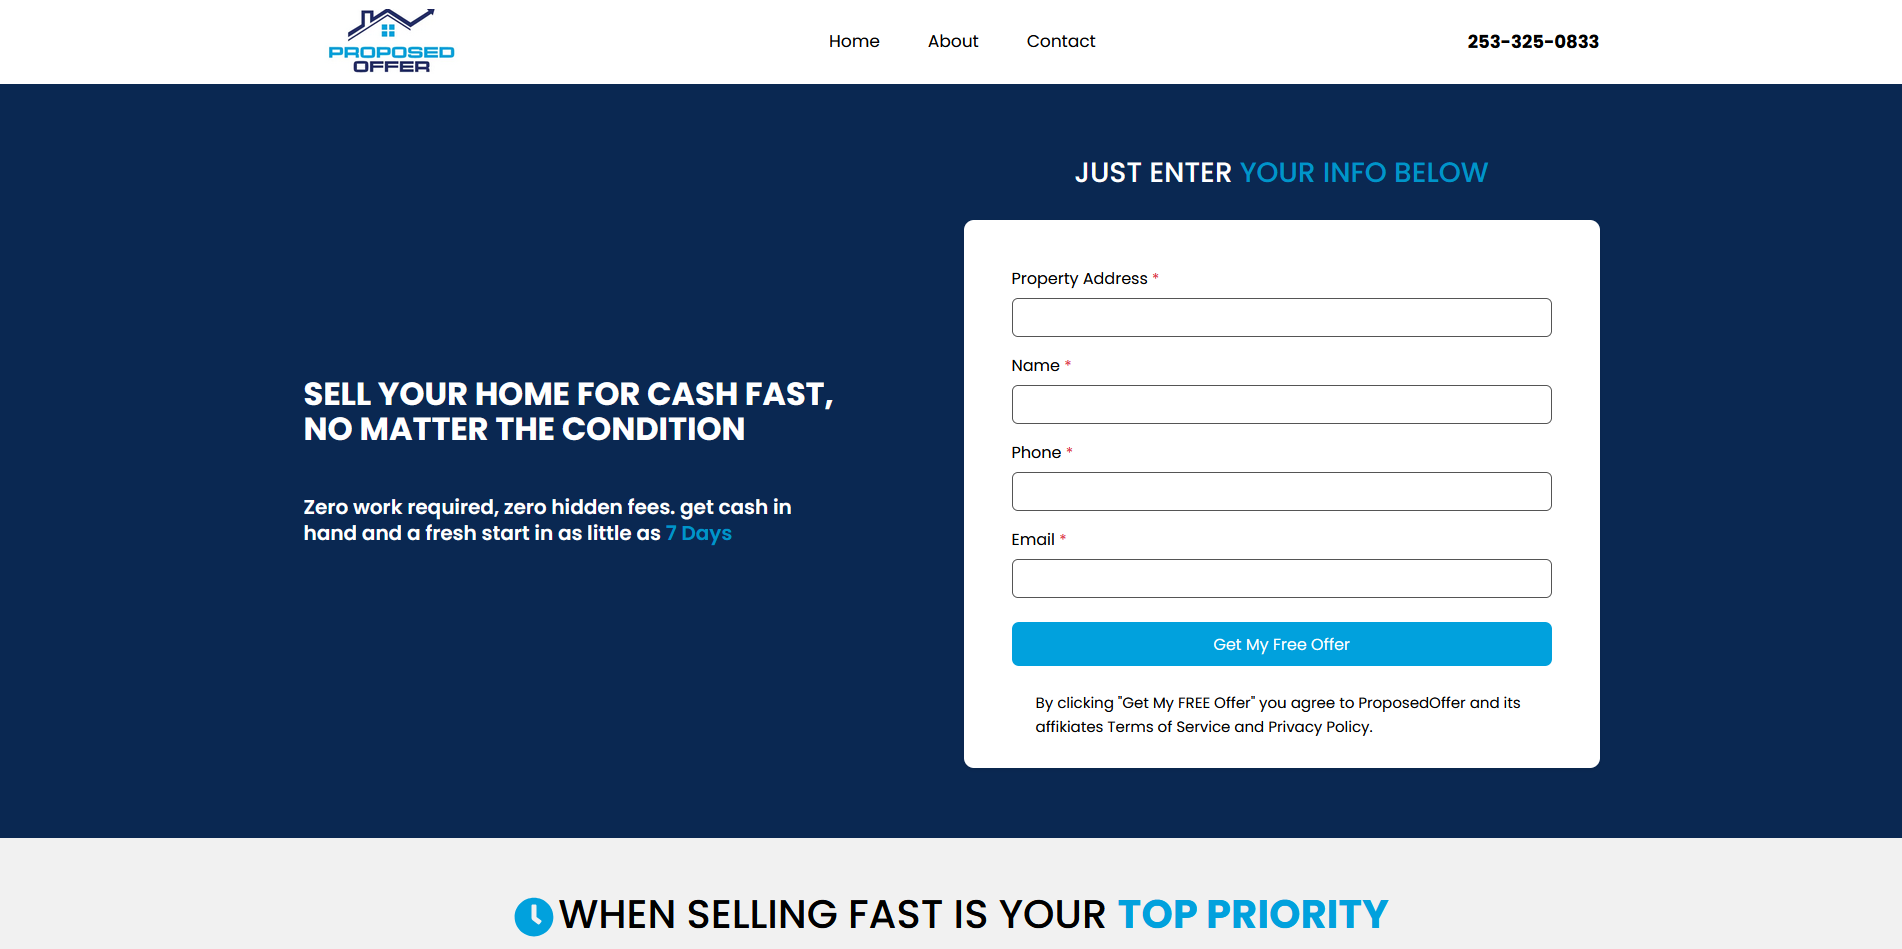 PROPOSED
OFFER
Home
About
Contact
253-325-0833
SELL YOUR HOME FOR CASH FAST,
NO MATTER THE CONDITION
Zero work required, zero hidden fees. get cash in
hand and a fresh start in as little as 7 Days
JUST ENTER YOUR INFO BELOW
Property Address *
Name *
Phone *
Email *
Get My Free Offer
By clicking "Get My FREE Offer" you agree to ProposedOffer and its
affikiates Terms of Service and Privacy Policy.
WHEN SELLING FAST IS YOUR TOP PRIORITY